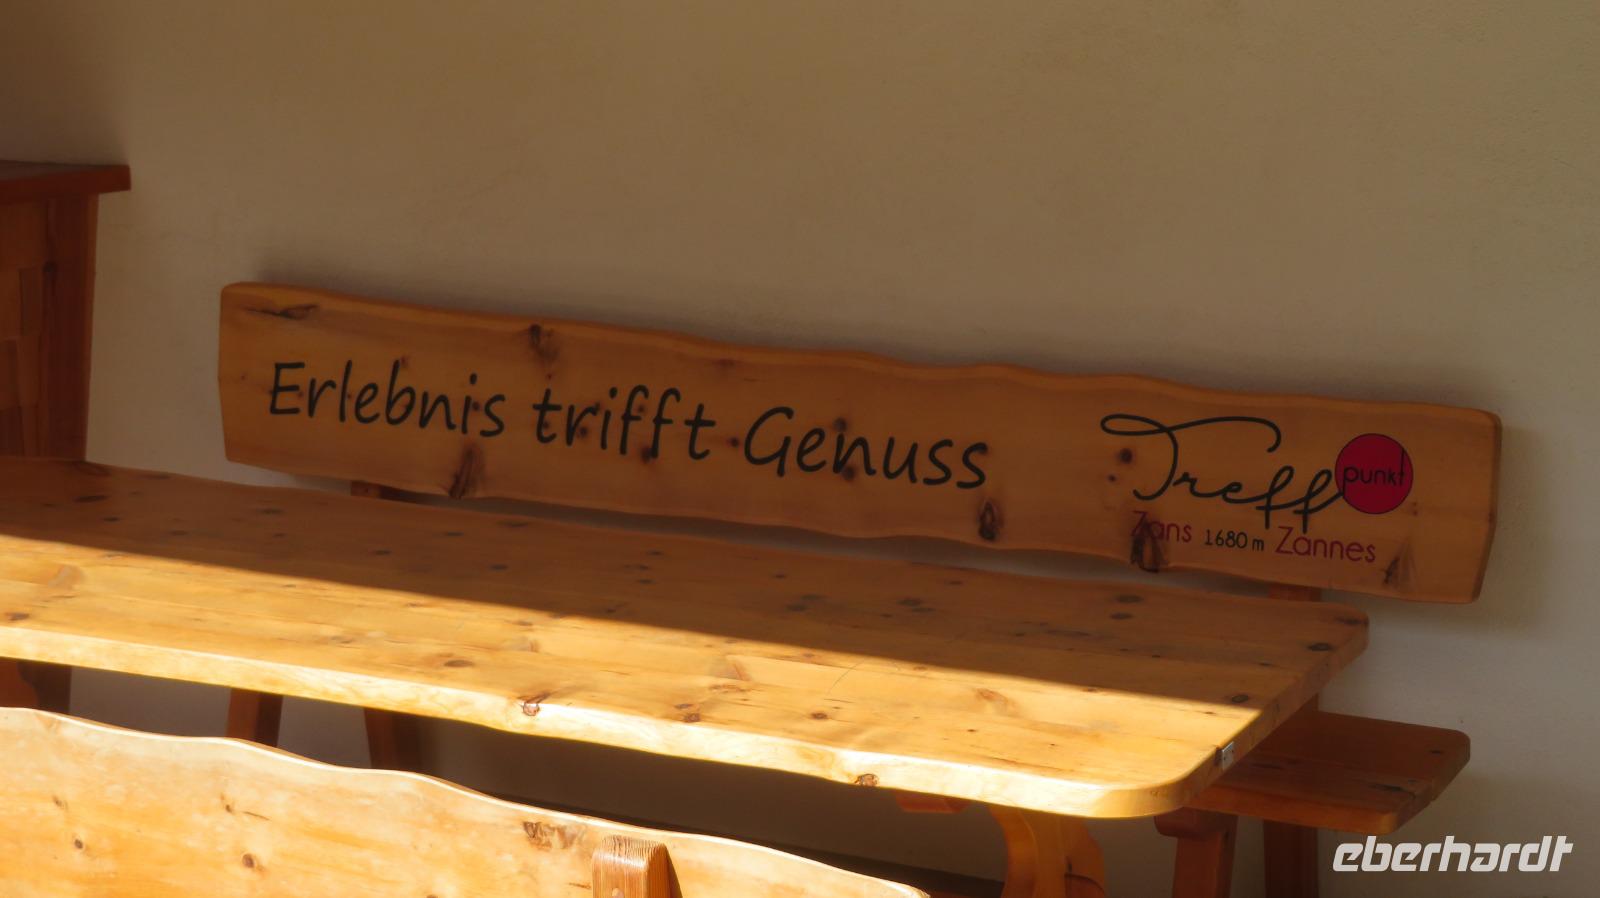 Erlebnis trifft Genuss
Treff punkt
Zans 1680 m Zannes
eberhardt